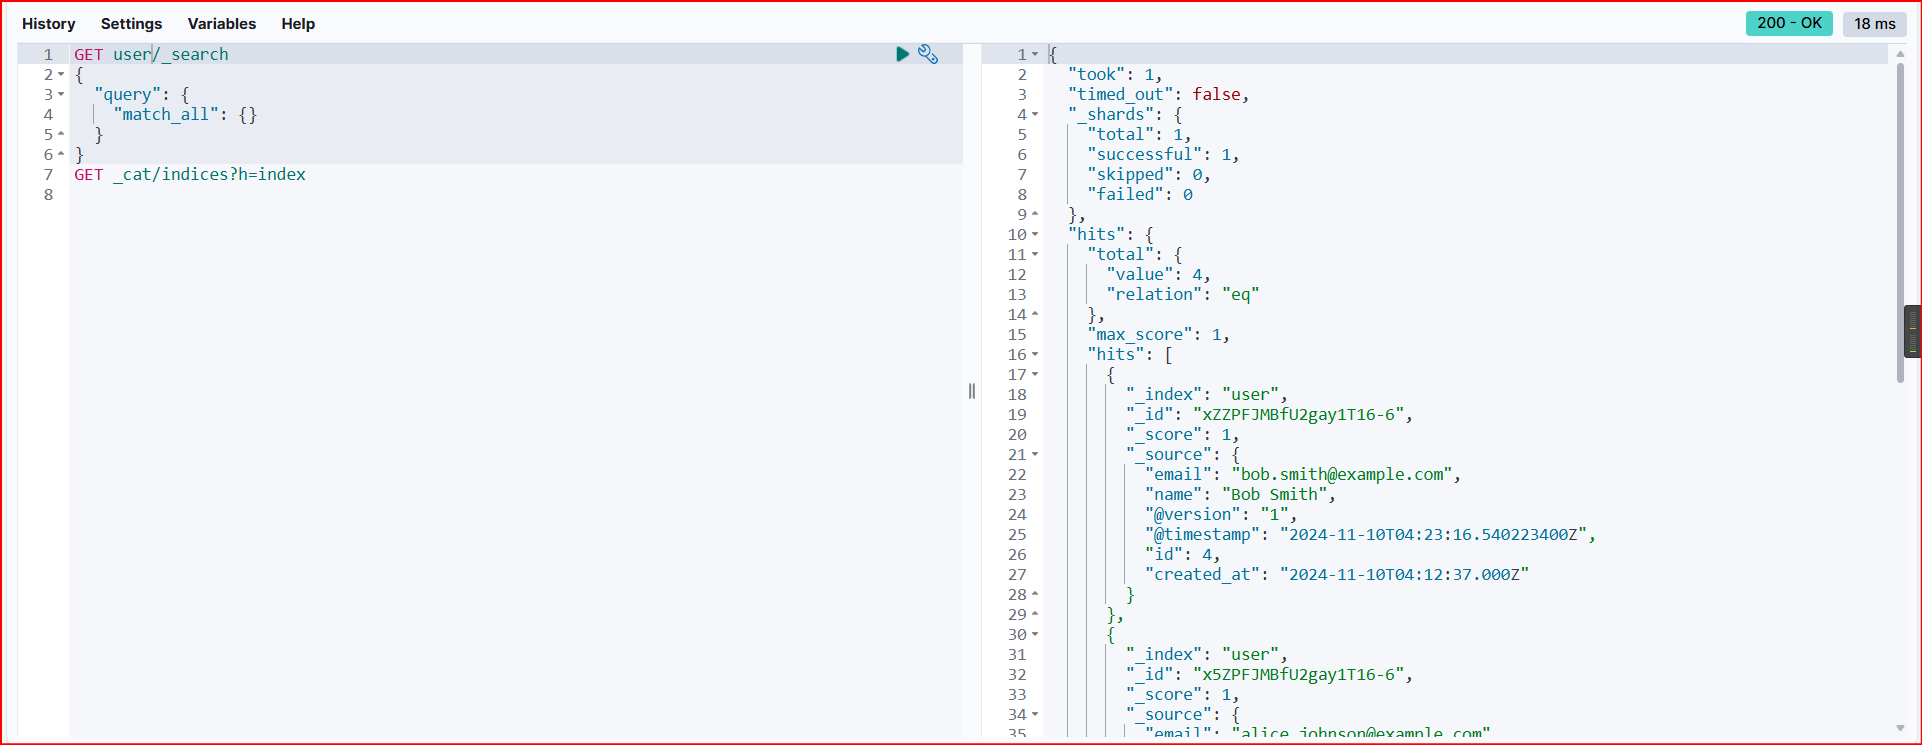 History Settings Variables Help 200 - OK 18 ms
1 GET user/_search
2 {
3 "query": {
4 "match_all": {}
5 }
6 }
7 GET _cat/indices?h=index
8
1 {
2 "took": 1,
3 "timed_out": false,
4 "_shards": {
5 "total": 1,
6 "successful": 1,
7 "skipped": 0,
8 "failed": 0
9 },
10 "hits": {
11 "total": {
12 "value": 4,
13 "relation": "eq"
14 },
15 "max_score": 1,
16 "hits": [
17 {
18 "_index": "user",
19 "_id": "xZZPFJMBfU2gay1T16-6",
20 "_score": 1,
21 "_source": {
22 "email": "bob.smith@example.com",
23 "name": "Bob Smith",
24 "@version": "1",
25 "@timestamp": "2024-11-10T04:23:16.540223400Z",
26 "id": 4,
27 "created_at": "2024-11-10T04:12:37.000Z"
28 }
29 },
30 {
31 "_index": "user",
32 "_id": "x5ZPFJMBfU2gay1T16-6",
33 "_score": 1,
34 "_source": {
35 "email": "alice.johnson@example.com",